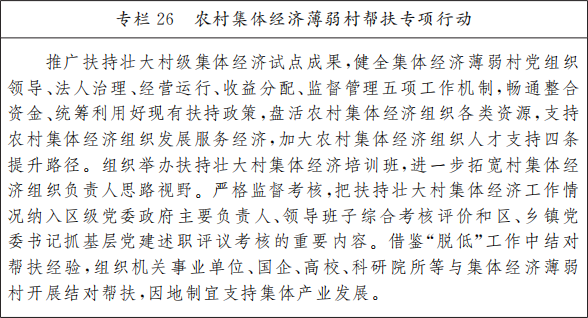 专栏 26 农村集体经济薄弱村帮扶专项行动
推广扶持壮大村级集体经济试点成果,健全集体经济薄弱村党组织
领导、法人治理、经营运行、收益分配、监督管理五项工作机制,畅通整合
资金、统筹利用好现有扶持政策,盘活农村集体经济组织各类资源,支持
农村集体经济组织发展服务经济,加大农村集体经济组织人才支持四条
提升路径。组织举办扶持壮大村集体经济培训班,进一步拓宽村集体经
济组织负责人思路视野。严格监督考核,把扶持壮大村集体经济工作情
况纳入区级党委政府主要负责人、领导班子综合考核评价和区、乡镇党
委书记抓基层党建述职评议考核的重要内容。借鉴“脱低”工作中结对
帮扶经验,组织机关事业单位、国企、高校、科研院所等与集体经济薄弱
村开展结对帮扶,因地制宜支持集体产业发展。